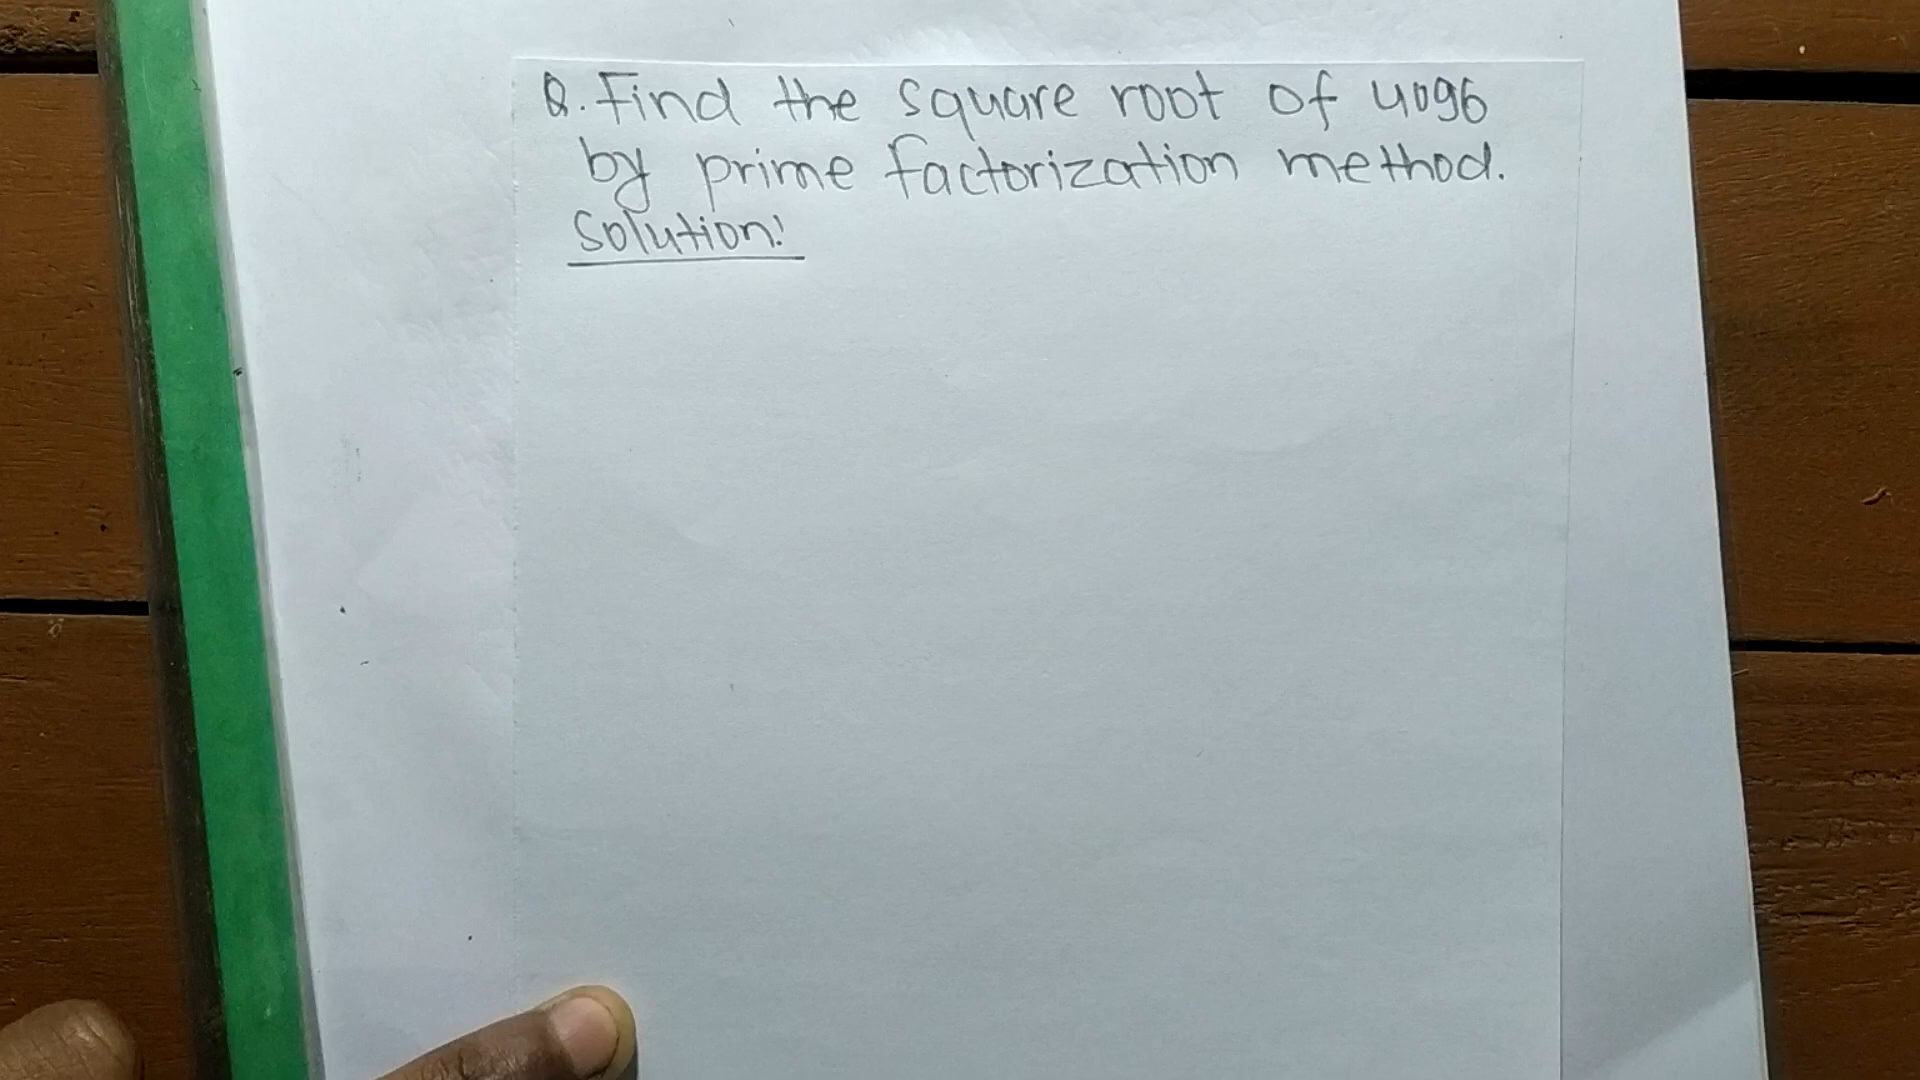 Q. Find the square root of 4096
by prime factorization method.
Solution: